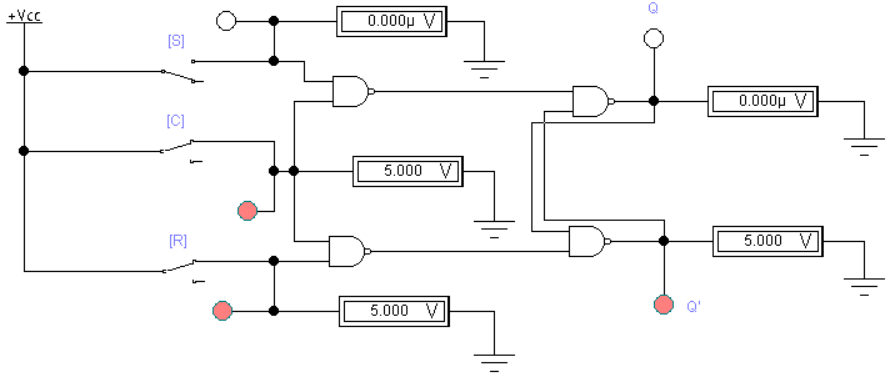 +Vcc
[S]
0.000µ V
Q
0.000µ V
[C]
5.000 V
[R]
5.000 V
Q'
5.000 V